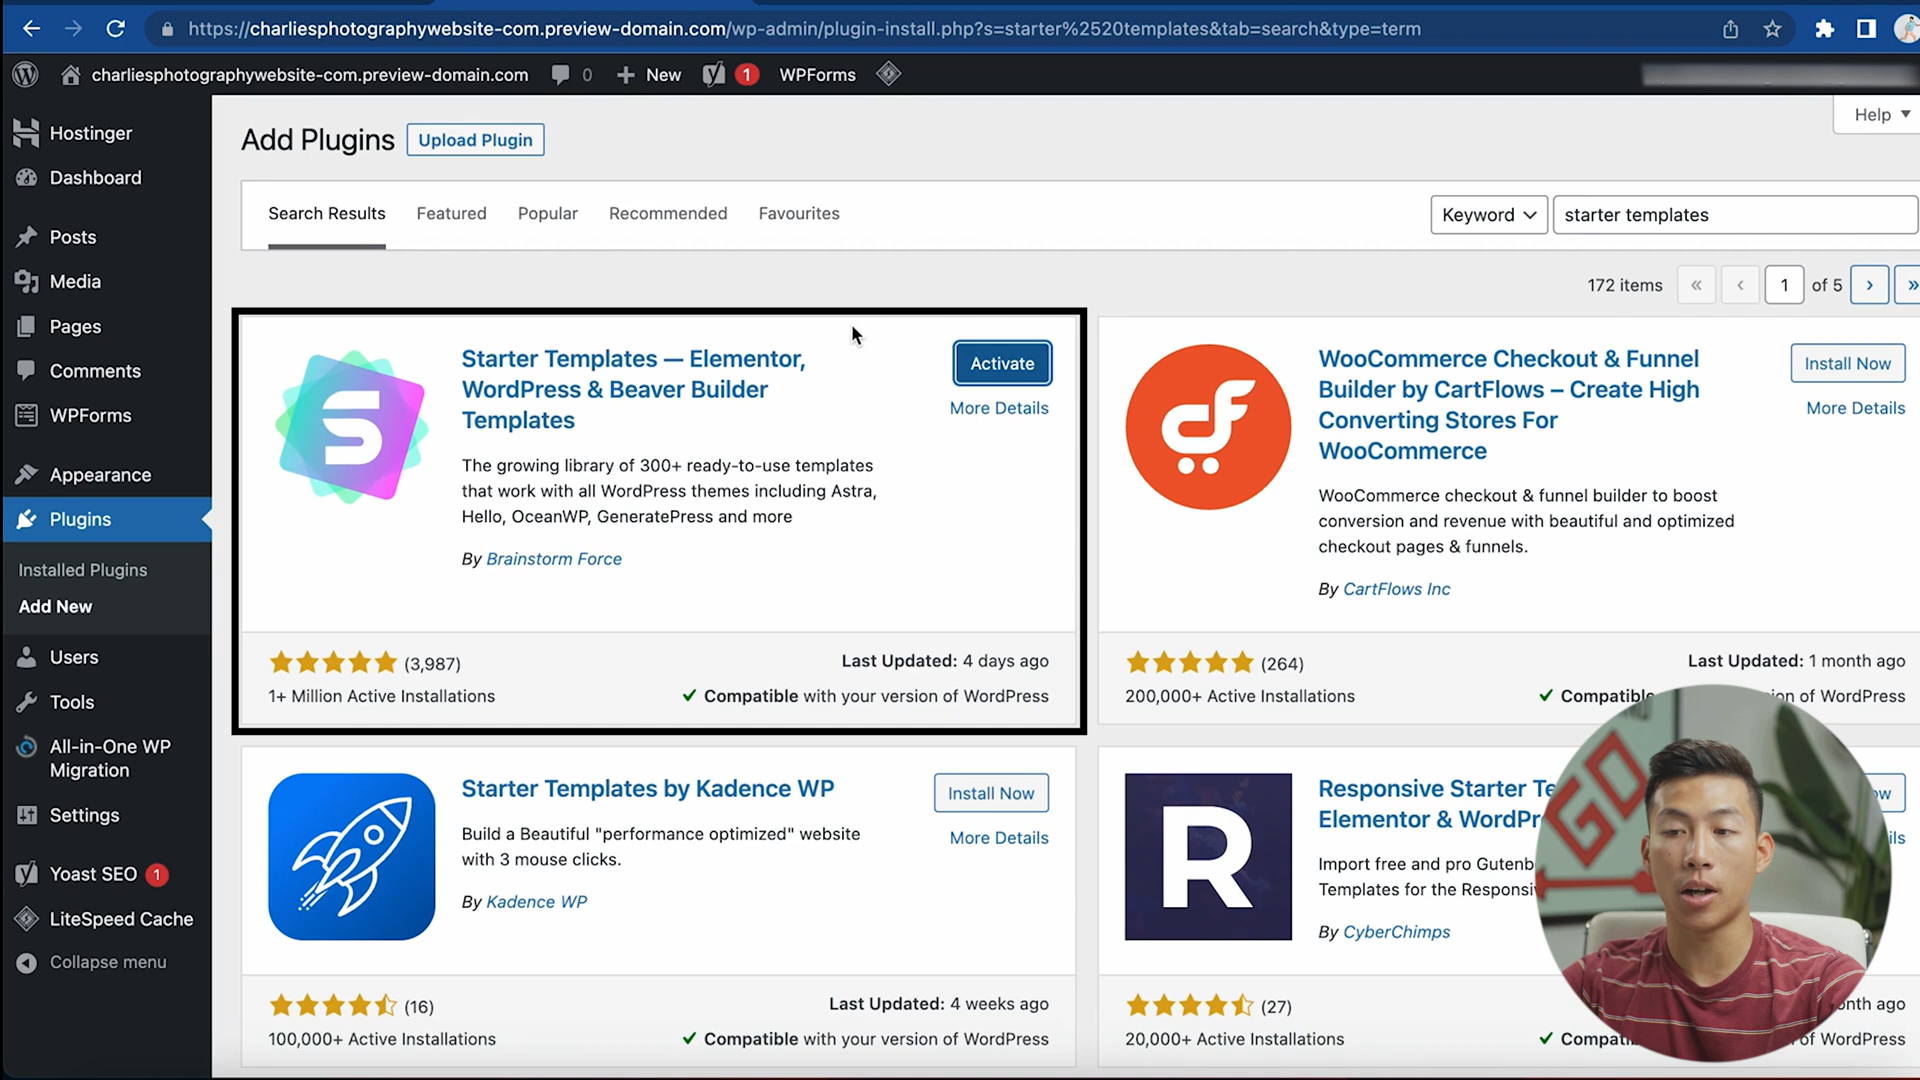 https://charliesphotographywebsite-com.preview-domain.com/wp-admin/plugin-install.php?s=starter%2520templates&tab=search&type=term
charliesphotographywebsite-com.preview-domain.com
0
New
1
WPForms
Hostinger
Dashboard
Posts
Media
Pages
Comments
WPForms
Appearance
Plugins
Installed Plugins
Add New
Users
Tools
All-in-One WP
Migration
Settings
Yoast SEO 1
LiteSpeed Cache
Collapse menu
Help
Add Plugins
Upload Plugin
Search Results
Featured
Popular
Recommended
Favourites
Keyword
starter templates
172 items
«
‹
1
of 5
›
»
S
Starter Templates — Elementor,
WordPress & Beaver Builder
Templates
Activate
More Details
The growing library of 300+ ready-to-use templates
that work with all WordPress themes including Astra,
Hello, OceanWP, GeneratePress and more
By Brainstorm Force
(3,987)
1+ Million Active Installations
Last Updated: 4 days ago
Compatible with your version of WordPress
cf
WooCommerce Checkout & Funnel
Builder by CartFlows – Create High
Converting Stores For
WooCommerce
Install Now
More Details
WooCommerce checkout & funnel builder to boost
conversion and revenue with beautiful and optimized
checkout pages & funnels.
By CartFlows Inc
(264)
200,000+ Active Installations
Last Updated: 1 month ago
Compatible version of WordPress
Starter Templates by Kadence WP
Install Now
More Details
Build a Beautiful "performance optimized" website
with 3 mouse clicks.
By Kadence WP
(16)
100,000+ Active Installations
Last Updated: 4 weeks ago
Compatible with your version of WordPress
R
Responsive Starter Te
Elementor & WordPr
Import free and pro Gutenb
Templates for the Responsiv
By CyberChimps
(27)
20,000+ Active Installations
onth ago
Compati
of WordPress
GO